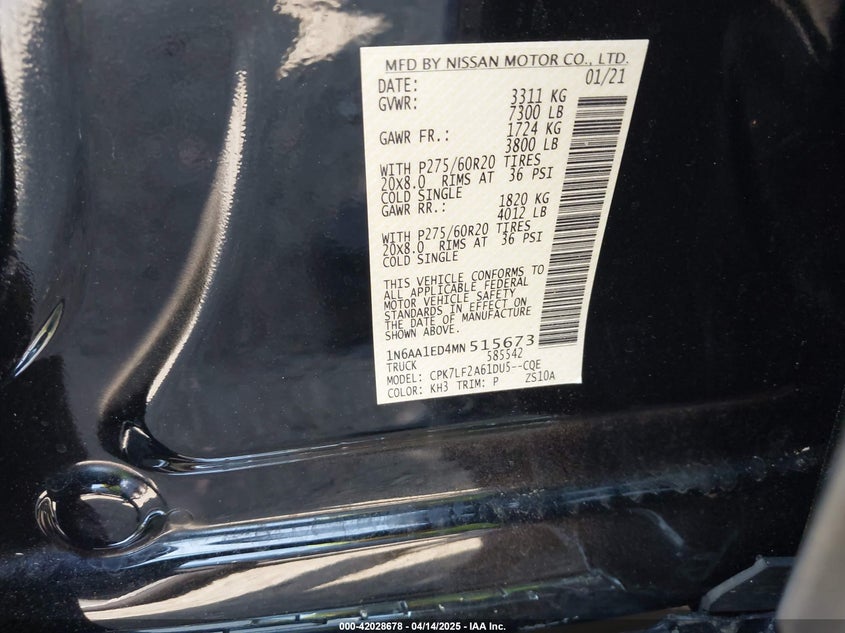 MFD BY NISSAN MOTOR CO., LTD.
DATE: 01/21
GVWR: 3311 KG
7300 LB
GAWR FR.: 1724 KG
3800 LB
WITH P275/60R20 TIRES
20X8.0 RIMS AT 36 PSI
COLD SINGLE
GAWR RR.: 1820 KG
4012 LB
WITH P275/60R20 TIRES
20X8.0 RIMS AT 36 PSI
COLD SINGLE
THIS VEHICLE CONFORMS TO
ALL APPLICABLE FEDERAL
MOTOR VEHICLE SAFETY
STANDARDS IN EFFECT ON
THE DATE OF MANUFACTURE
SHOWN ABOVE.
1N6AA1ED4MN515673
TRUCK 585542
MODEL: CPK7LF2A61DU5--CQE
COLOR: KH3 TRIM: P ZS10A
000-42028678 - 04/14/2025 - IAA Inc.